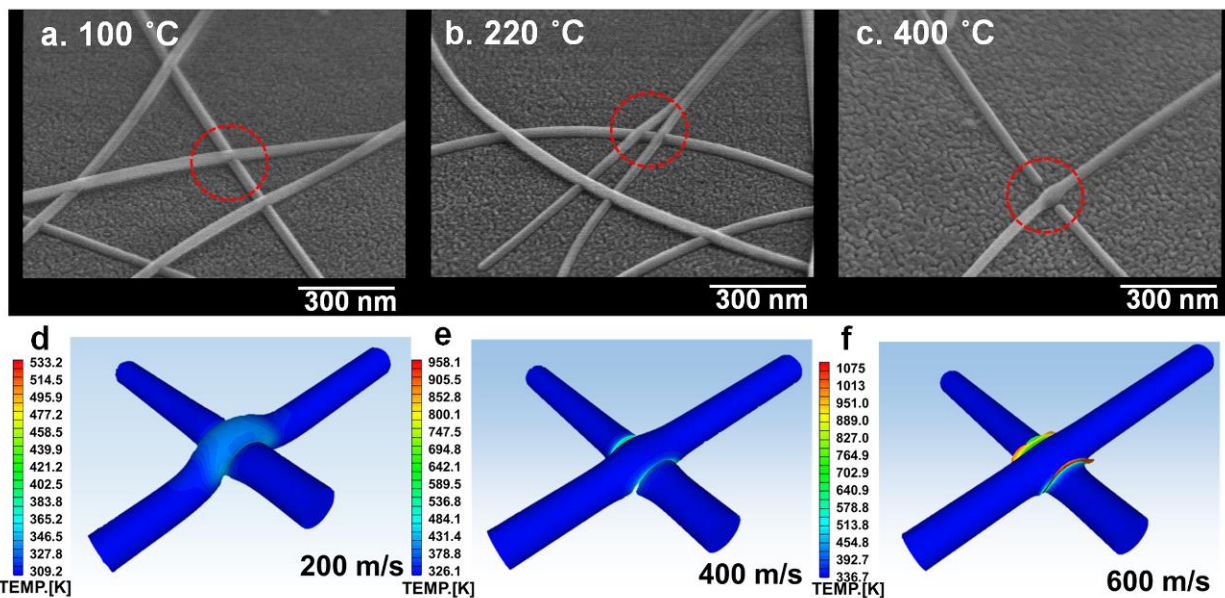 a. 100 ˚C
b. 220 ˚C
c. 400 ˚C
300 nm
300 nm
300 nm
d
533.2
514.5
495.9
477.2
458.5
439.9
421.2
402.5
383.8
365.2
346.5
327.8
309.2
TEMP.[K]
200 m/s
e
958.1
905.5
852.8
800.1
747.5
694.8
642.1
589.5
536.8
484.1
431.4
378.8
326.1
TEMP.[K]
400 m/s
f
1075
1013
951.0
889.0
827.0
764.9
702.9
640.9
578.8
513.8
454.8
392.7
336.7
TEMP.[K]
600 m/s